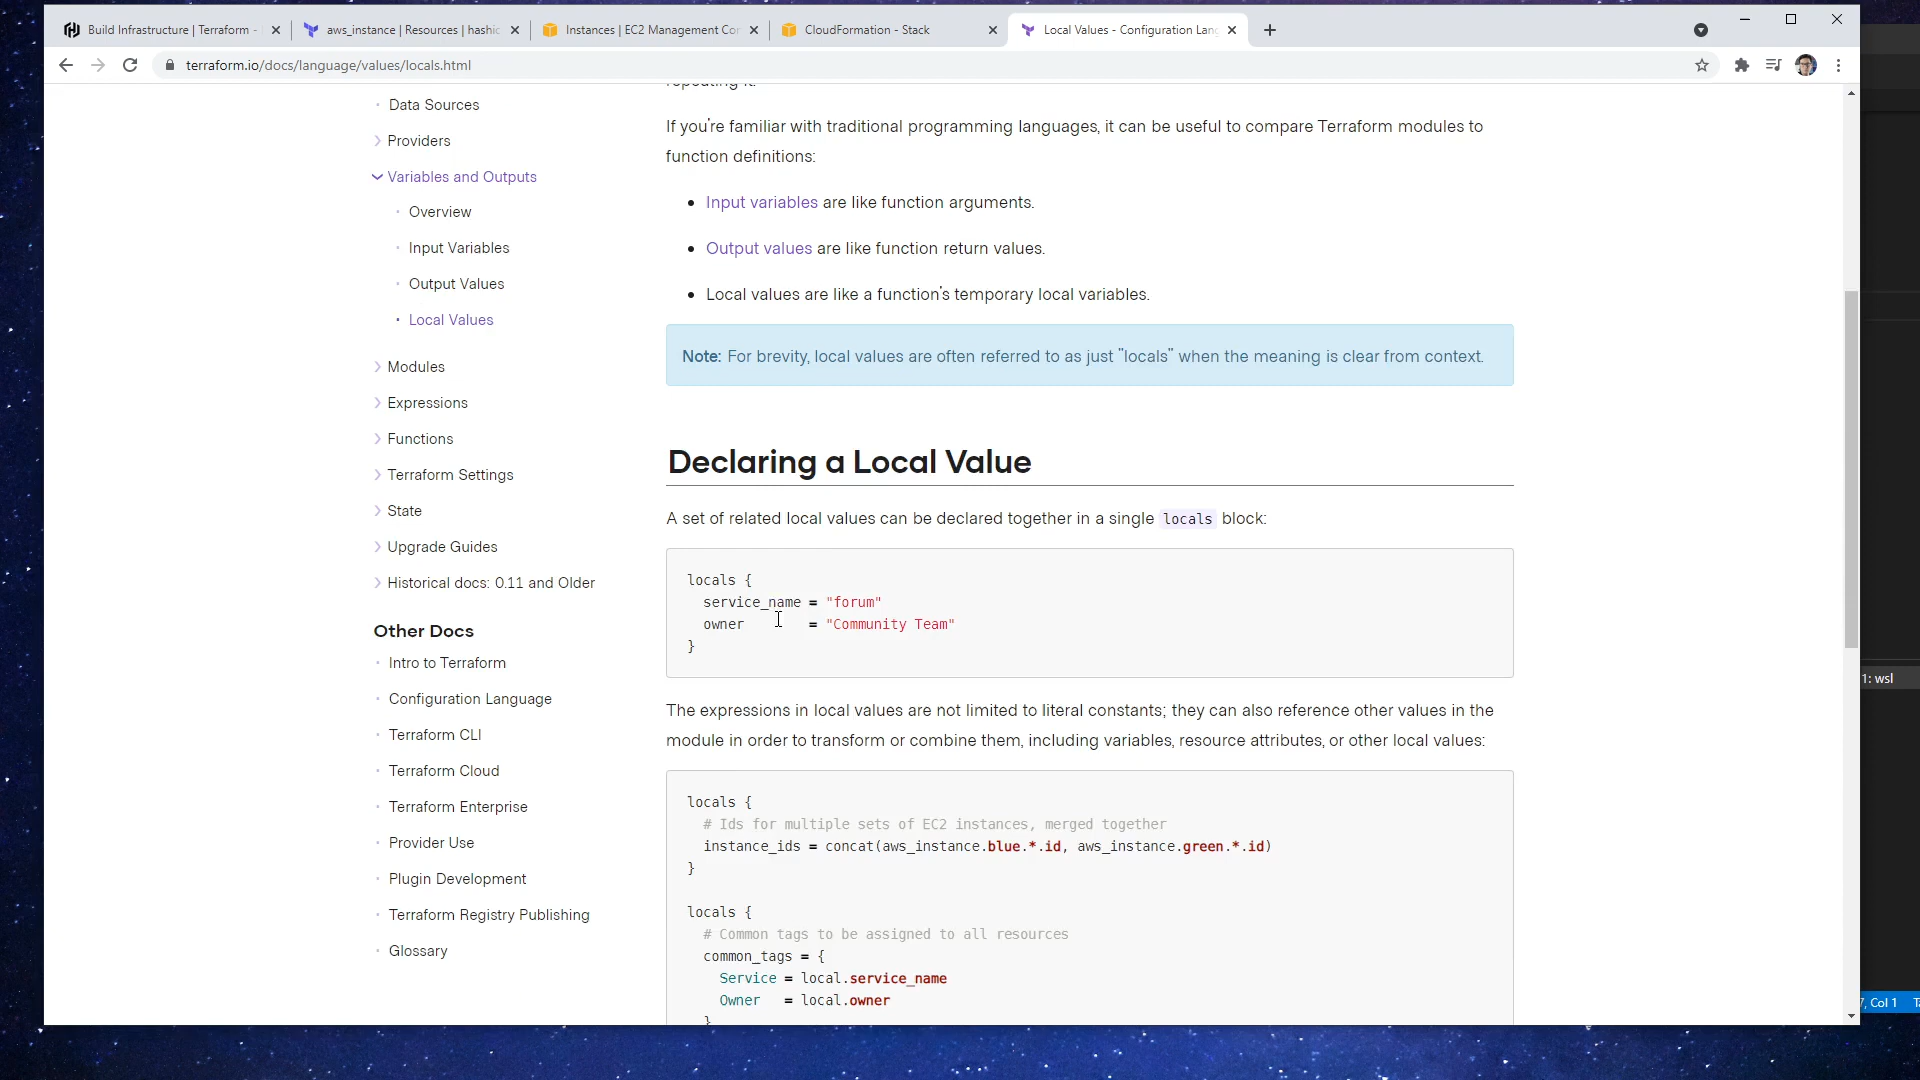 Build Infrastructure | Terraform -
aws_instance | Resources | hashic
Instances | EC2 Management Con
CloudFormation - Stack
Local Values - Configuration Lang
terraform.io/docs/language/values/locals.html
Data Sources
Providers
Variables and Outputs
Overview
Input Variables
Output Values
Local Values
Modules
Expressions
Functions
Terraform Settings
State
Upgrade Guides
Historical docs: 0.11 and Older
Other Docs
Intro to Terraform
Configuration Language
Terraform CLI
Terraform Cloud
Terraform Enterprise
Provider Use
Plugin Development
Terraform Registry Publishing
Glossary
repeating it.
If you're familiar with traditional programming languages, it can be useful to compare Terraform modules to
function definitions:
Input variables are like function arguments.
Output values are like function return values.
Local values are like a function's temporary local variables.
Note: For brevity, local values are often referred to as just "locals" when the meaning is clear from context.
Declaring a Local Value
A set of related local values can be declared together in a single locals block:
locals {
service_name = "forum"
owner = "Community Team"
}
The expressions in local values are not limited to literal constants; they can also reference other values in the
module in order to transform or combine them, including variables, resource attributes, or other local values:
locals {
# Ids for multiple sets of EC2 instances, merged together
instance_ids = concat(aws_instance.blue.*.id, aws_instance.green.*.id)
}
locals {
# Common tags to be assigned to all resources
common_tags = {
Service = local.service_name
Owner = local.owner
}
1: wsl
7, Col 1